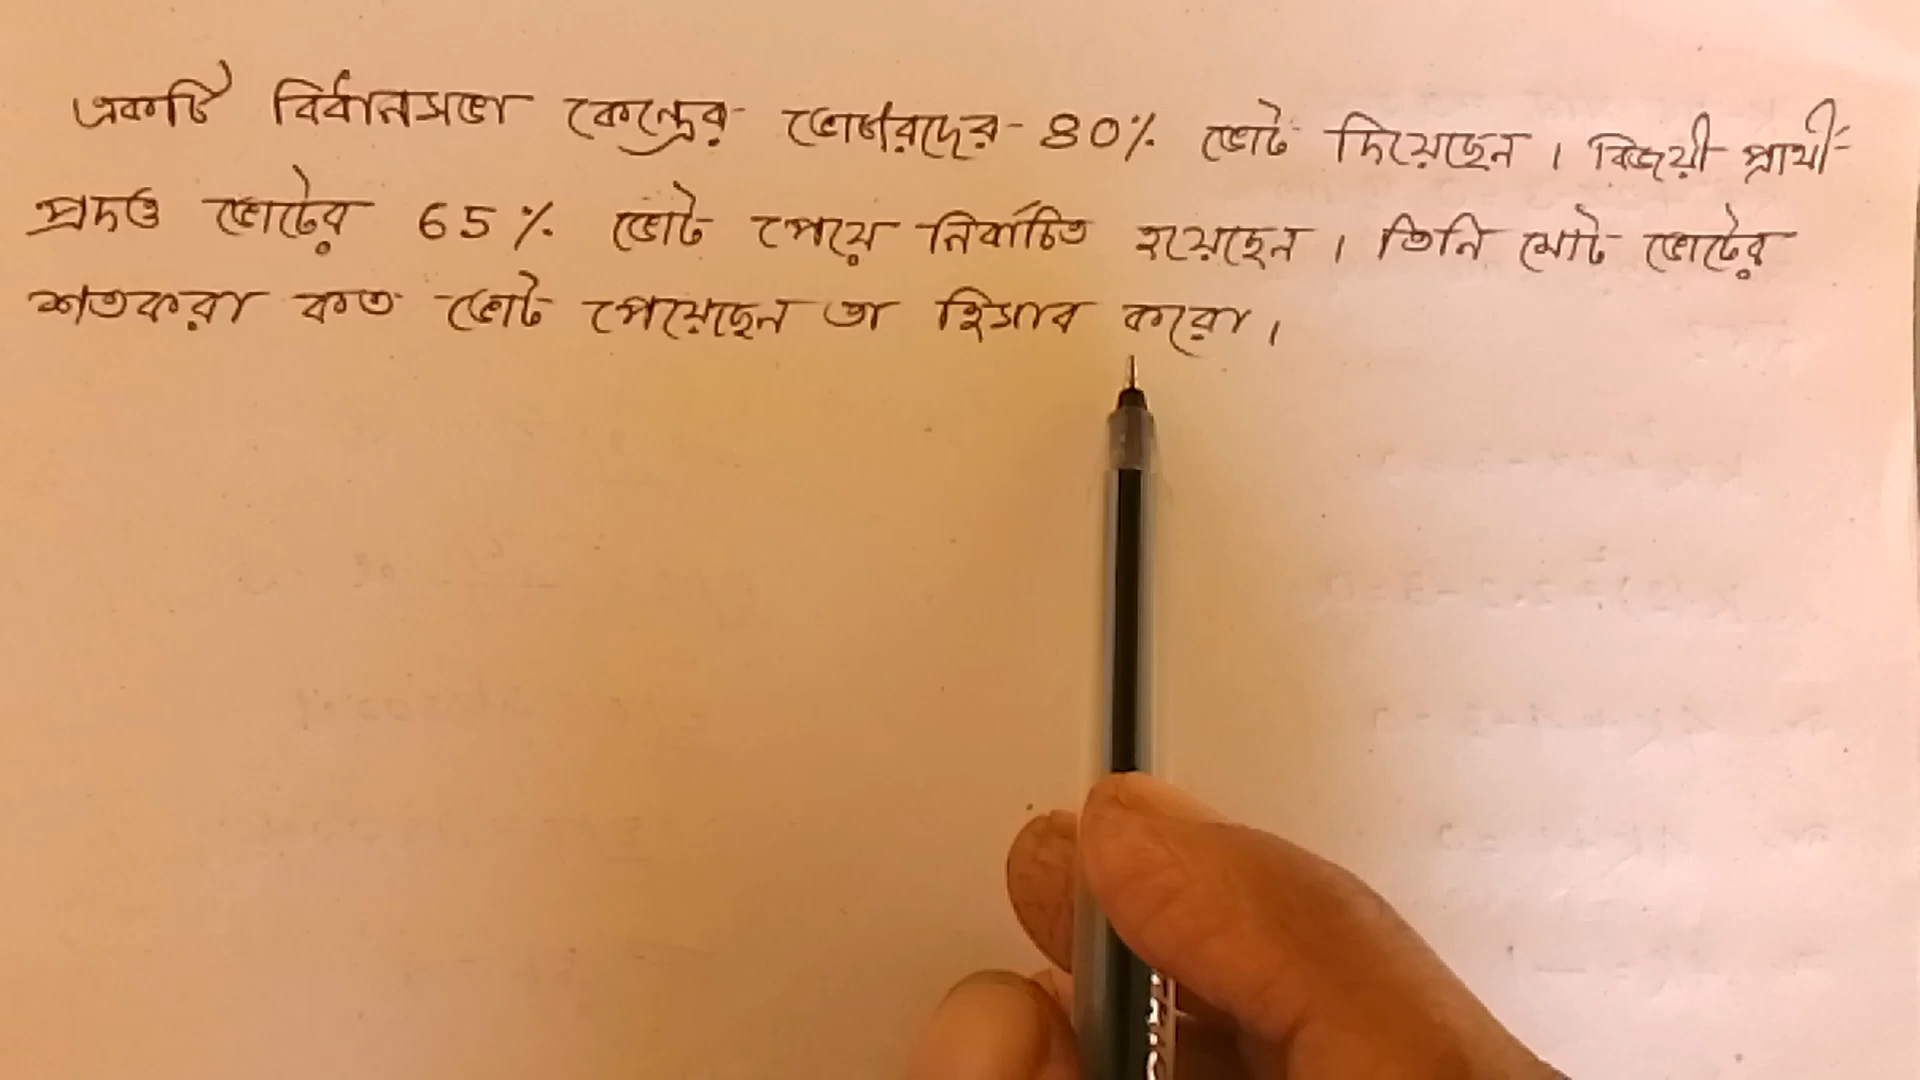 একটি বিধানসভা কেন্দ্রের ভোটারদের 80% ভোট দিয়েছেন। বিজয়ী প্রার্থী
প্রদত্ত ভোটের 65% ভোট পেয়ে নির্বাচিত হয়েছেন। তিনি মোট ভোটের
শতকরা কত ভোট পেয়েছেন তা হিসাব করো।